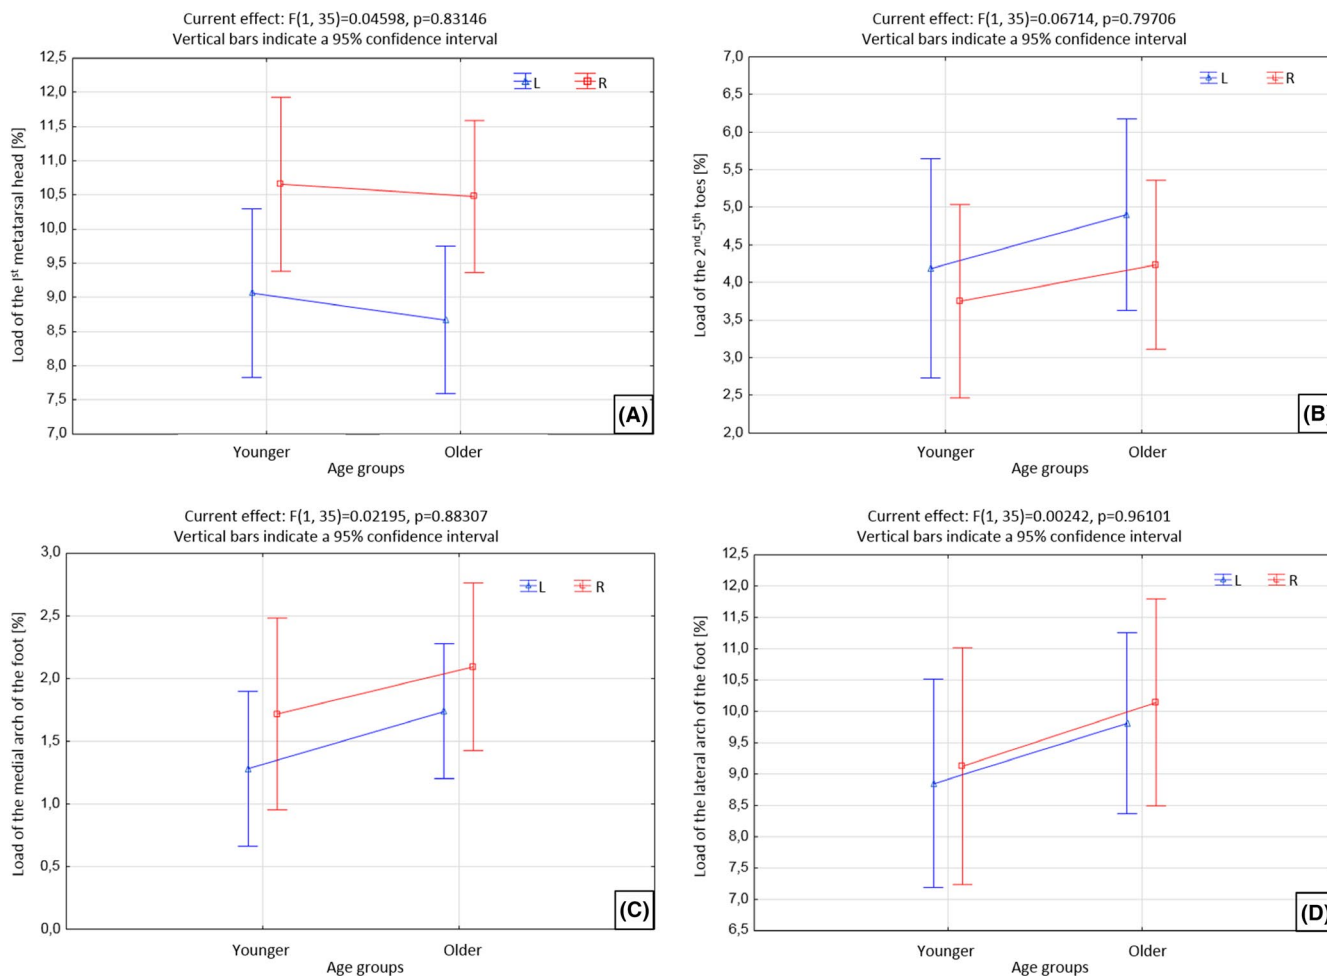 Current effect: F(1, 35)=0.04598, p=0.83146
Vertical bars indicate a 95% confidence interval
Load of the 1st metatarsal head [%]
12,5
12,0
11,5
11,0
10,5
10,0
9,5
9,0
8,5
8,0
7,5
7,0
L R
(A)
Younger Older
Age groups
Current effect: F(1, 35)=0.06714, p=0.79706
Vertical bars indicate a 95% confidence interval
Load of the 2nd-5th toes [%]
7,0
6,5
6,0
5,5
5,0
4,5
4,0
3,5
3,0
2,5
2,0
L R
(B)
Younger Older
Age groups
Current effect: F(1, 35)=0.02195, p=0.88307
Vertical bars indicate a 95% confidence interval
Load of the medial arch of the foot [%]
3,0
2,5
2,0
1,5
1,0
0,5
0,0
L R
(C)
Younger Older
Age groups
Current effect: F(1, 35)=0.00242, p=0.96101
Vertical bars indicate a 95% confidence interval
Load of the lateral arch of the foot [%]
12,5
12,0
11,5
11,0
10,5
10,0
9,5
9,0
8,5
8,0
7,5
7,0
6,5
L R
(D)
Younger Older
Age groups